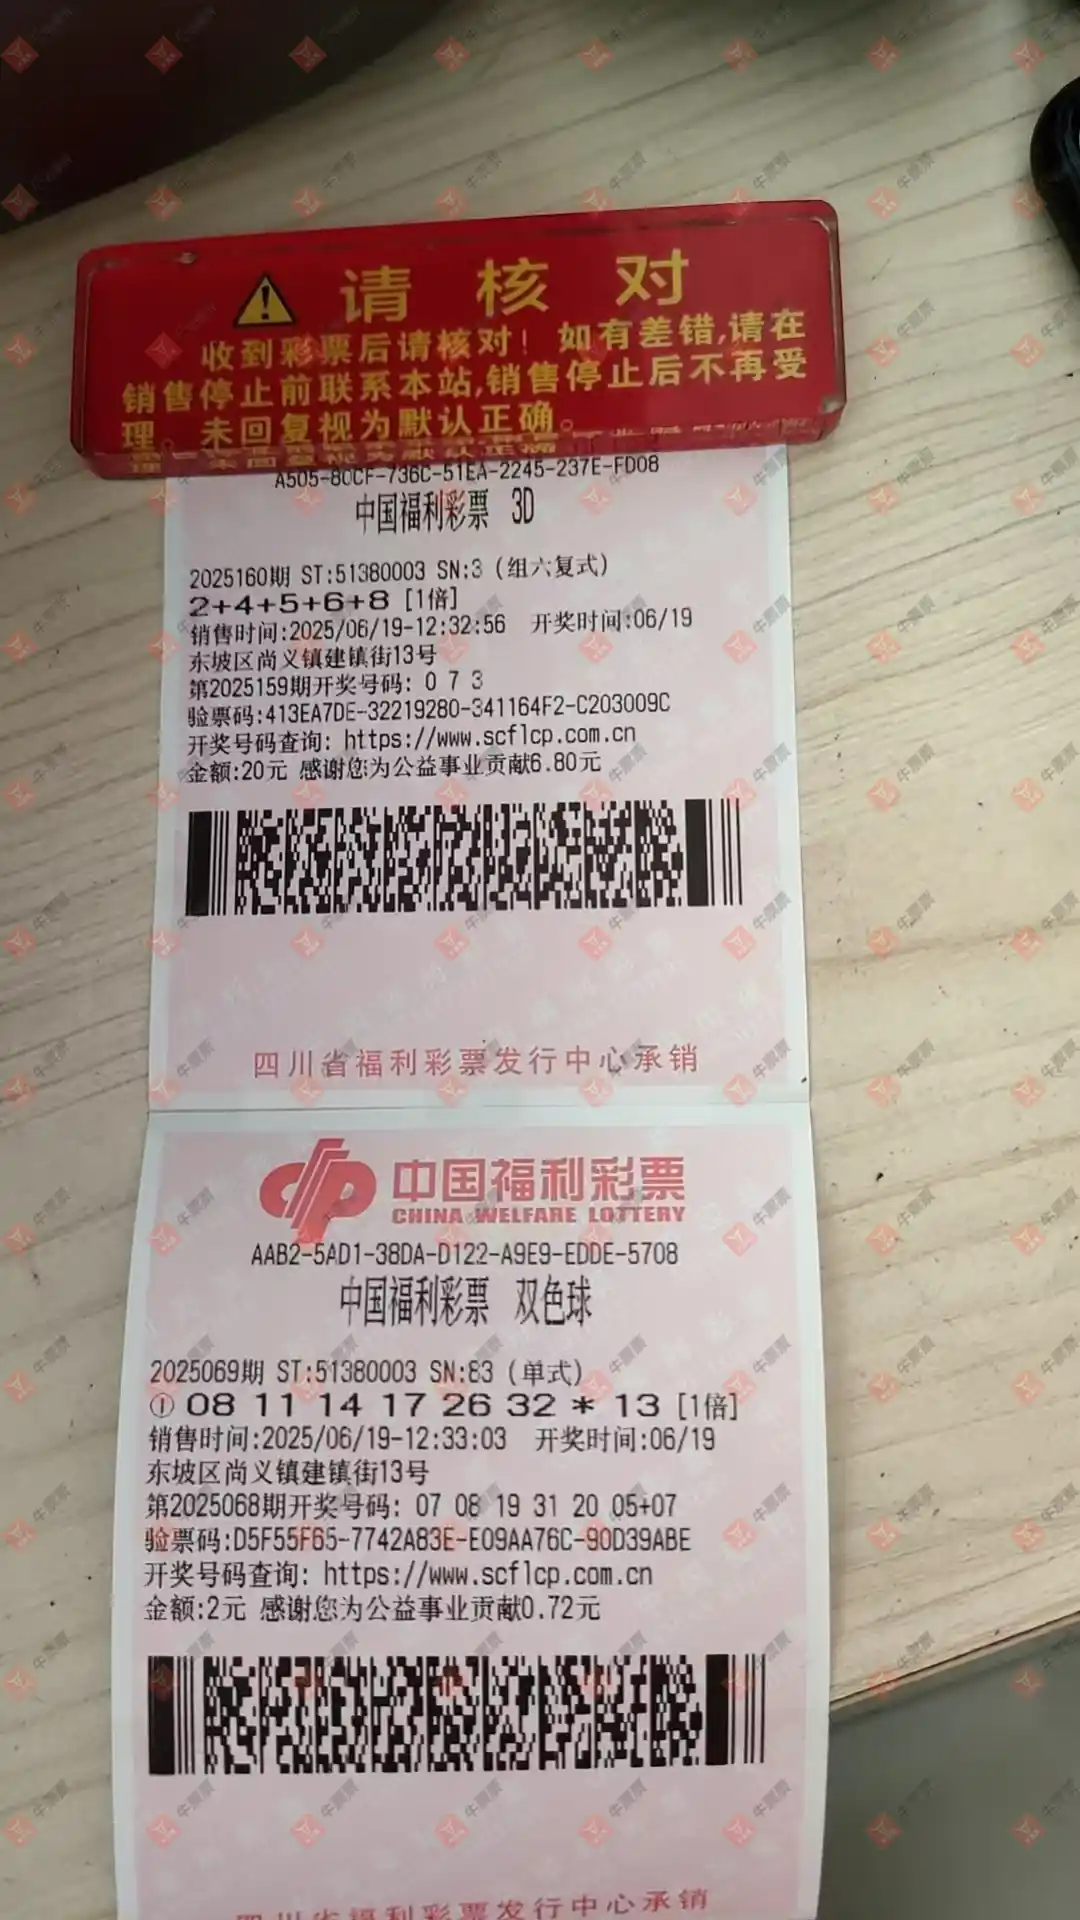 请核对
收到彩票后请核对！如有差错,请在
销售停止前联系本站,销售停止后不再受
理。未回复视为默认正确。
A505-80CF-736C-51EA-2245-237E-FD08
中国福利彩票 3D
2025160期 ST:51380003 SN:3 (组六复式)
2+4+5+6+8 [1倍]
销售时间:2025/06/19-12:32:56 开奖时间:06/19
东坡区尚义镇建镇街13号
第2025159期开奖号码: 0 7 3
验票码:413EA7DE-32219280-341164F2-C203009C
开奖号码查询: https://www.scflcp.com.cn
金额:20元 感谢您为公益事业贡献6.80元
四川省福利彩票发行中心承销
中国福利彩票
CHINA WELFARE LOTTERY
AAB2-5AD1-38DA-D122-A9E9-EDDE-5708
中国福利彩票 双色球
2025069期 ST:51380003 SN:83 (单式)
① 08 11 14 17 26 32 * 13 [1倍]
销售时间:2025/06/19-12:33:03 开奖时间:06/19
东坡区尚义镇建镇街13号
第2025068期开奖号码: 07 08 19 31 20 05+07
验票码:D5F55F65-7742A83E-E09AA76C-90D39ABE
开奖号码查询: https://www.scflcp.com.cn
金额:2元 感谢您为公益事业贡献0.72元
四川省福利彩票发行中心承销
牛票票